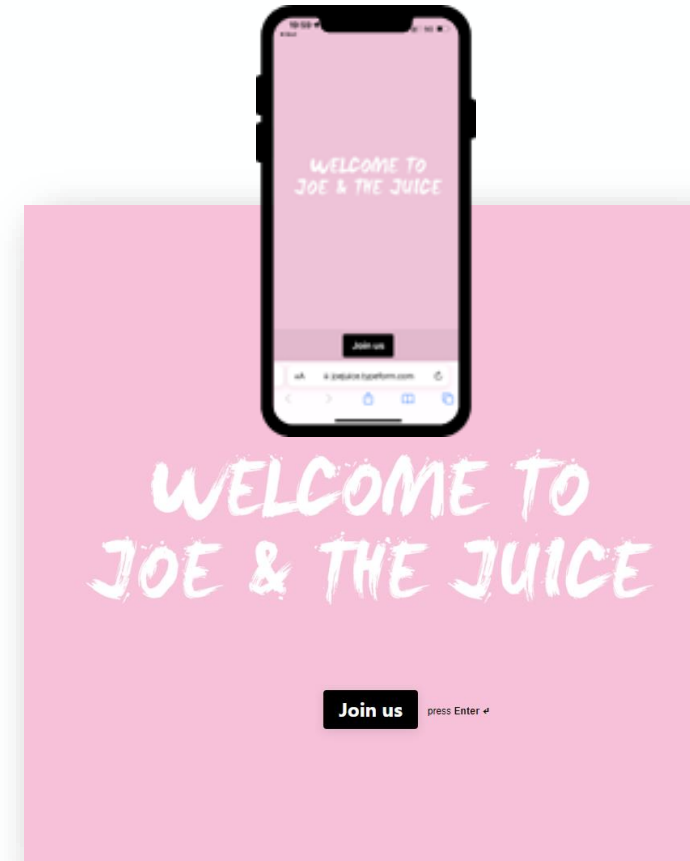 WELCOME TO
JOE & THE JUICE
Join us
AA joejuice.typeform.com
WELCOME TO
JOE & THE JUICE
Join us press Enter ↵